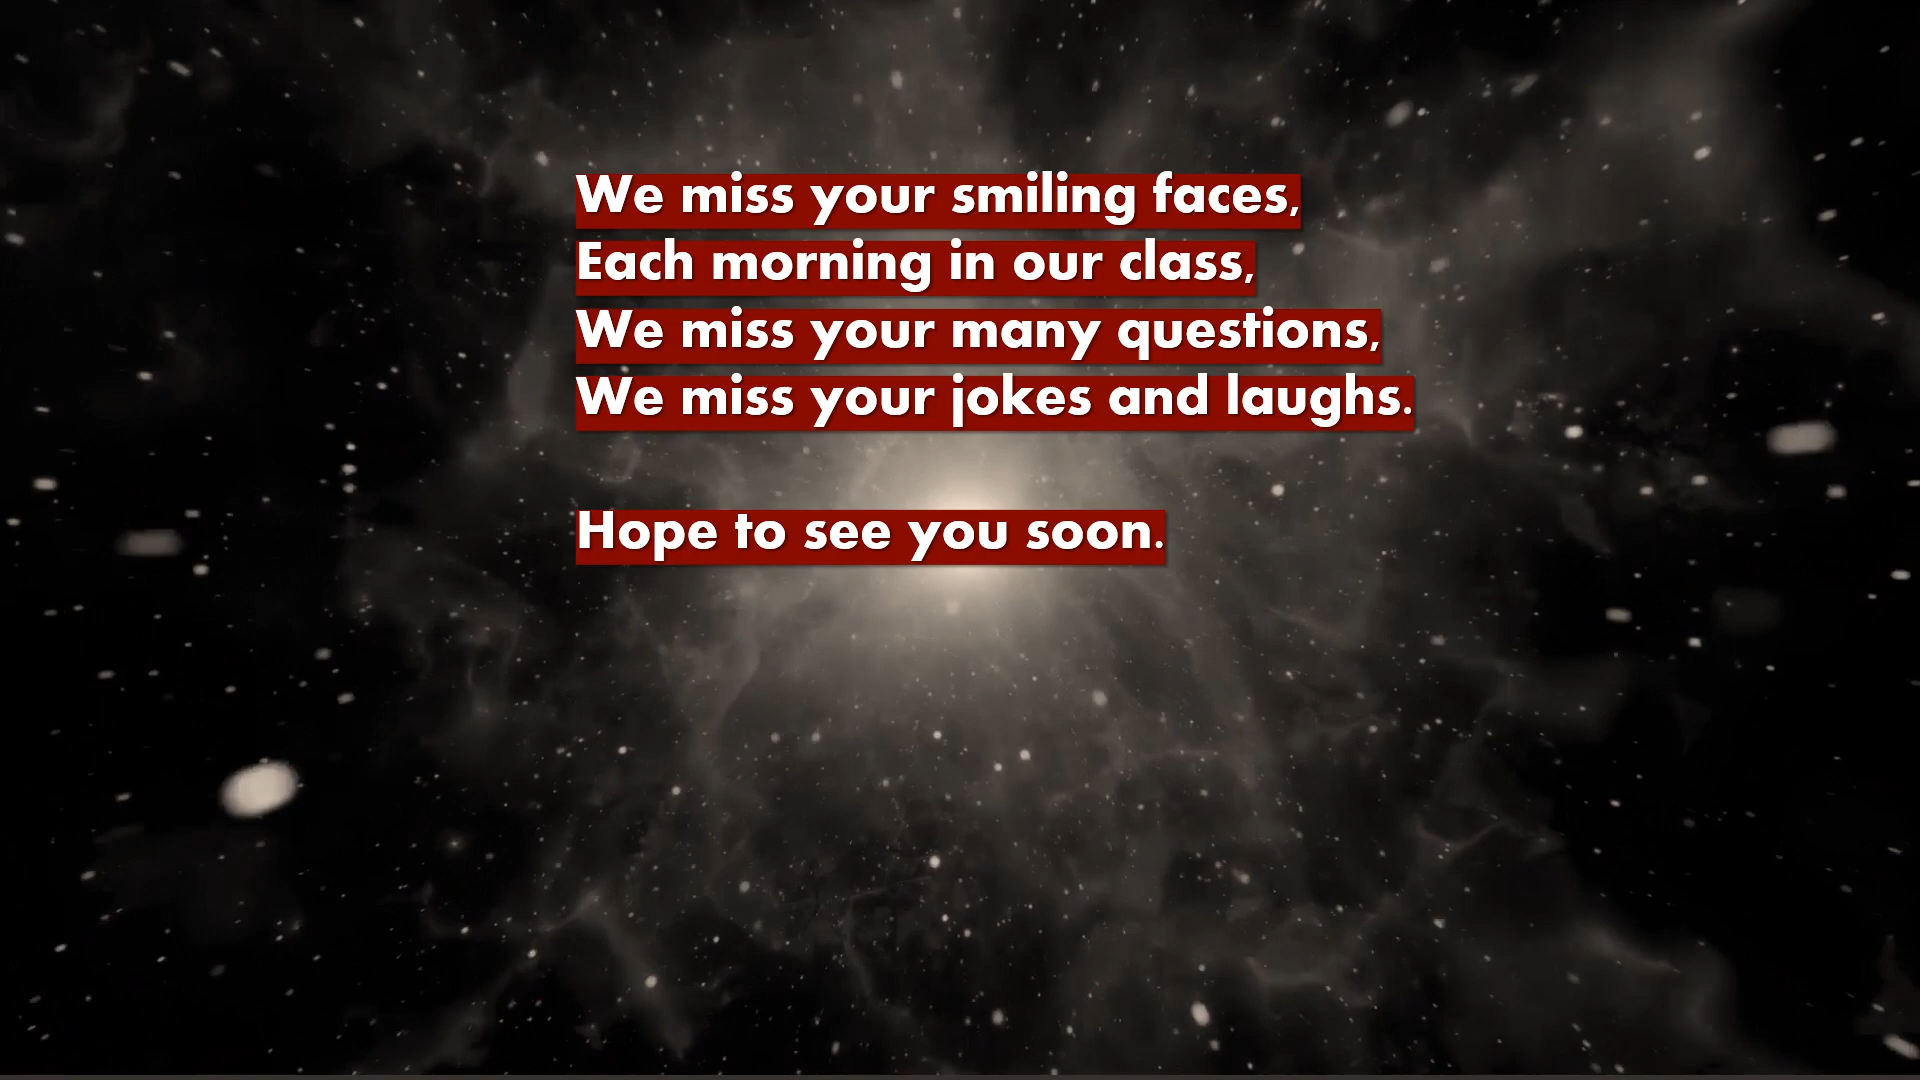 We miss your smiling faces,
Each morning in our class,
We miss your many questions,
We miss your jokes and laughs.
Hope to see you soon.